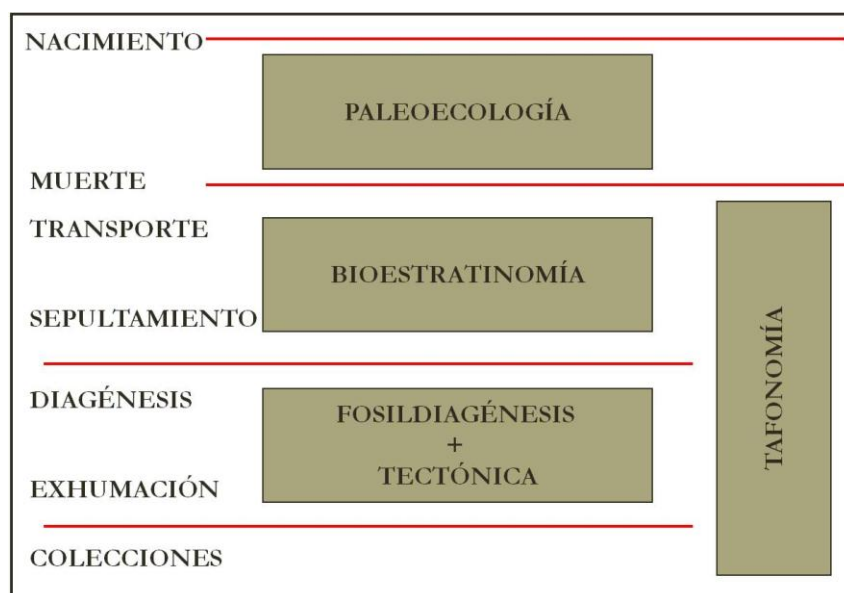 NACIMIENTO
PALEOECOLOGÍA
MUERTE
TRANSPORTE
BIOESTRATINOMÍA
SEPULTAMIENTO
DIAGÉNESIS
FOSILDIAGÉNESIS
+
TECTÓNICA
EXHUMACIÓN
COLECCIONES
TAFONOMÍA